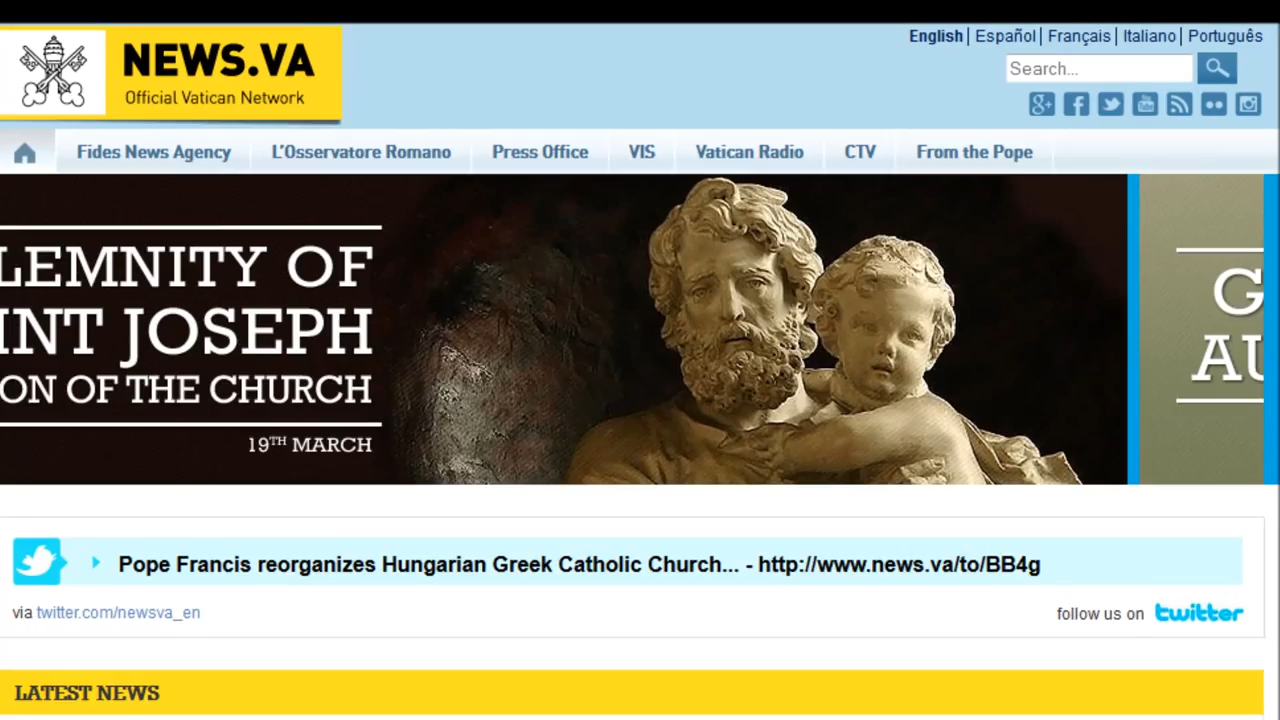 NEWS.VA
Official Vatican Network
English | Español | Français | Italiano | Português
Search...
Fides News Agency L'Osservatore Romano Press Office VIS Vatican Radio CTV From the Pope
LEMNITY OF
INT JOSEPH
ON OF THE CHURCH
19TH MARCH
G
AU
Pope Francis reorganizes Hungarian Greek Catholic Church... - http://www.news.va/to/BB4g
via twitter.com/newsva_en
follow us on twitter
LATEST NEWS